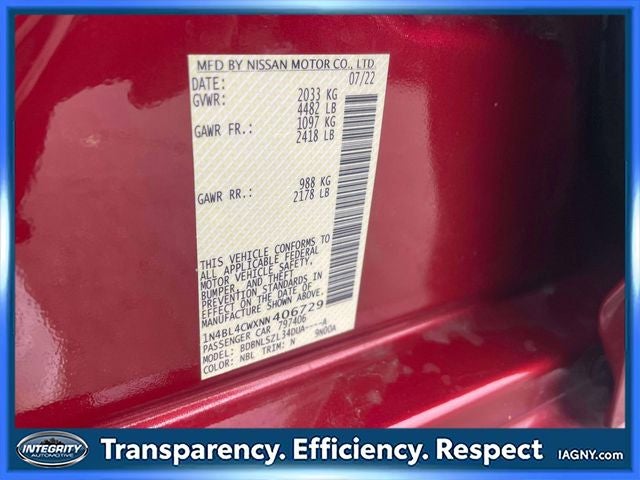 MFD BY NISSAN MOTOR CO., LTD.
DATE: 07/22
GVWR: 2033 KG
4482 LB
GAWR FR.: 1097 KG
2418 LB
GAWR RR.: 988 KG
2178 LB
THIS VEHICLE CONFORMS TO
ALL APPLICABLE FEDERAL
MOTOR VEHICLE SAFETY,
BUMPER, AND THEFT
PREVENTION STANDARDS IN
EFFECT ON THE DATE OF
MANUFACTURE SHOWN ABOVE.
1N4BL4CWXNN406729
PASSENGER CAR 797406
MODEL: BDBNLSZL34DUA----A
COLOR: NBL TRIM: N 9N00A
INTEGRITY
AUTOMOTIVE
Transparency. Efficiency. Respect
IAGNY.com